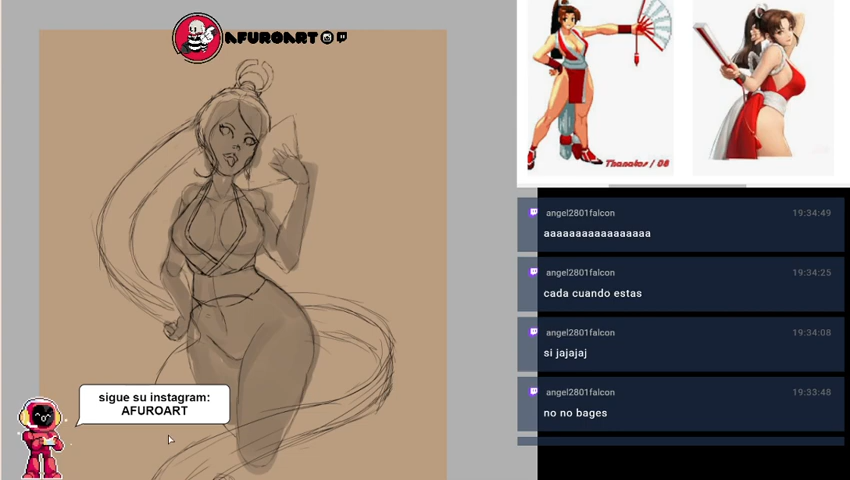 AFUROART
Thanatos / 08
angel2801falcon 19:34:49
aaaaaaaaaaaaaaaaa
angel2801falcon 19:34:25
cada cuando estas
angel2801falcon 19:34:08
si jajajaj
angel2801falcon 19:33:48
no no bages
sigue su instagram:
AFUROART